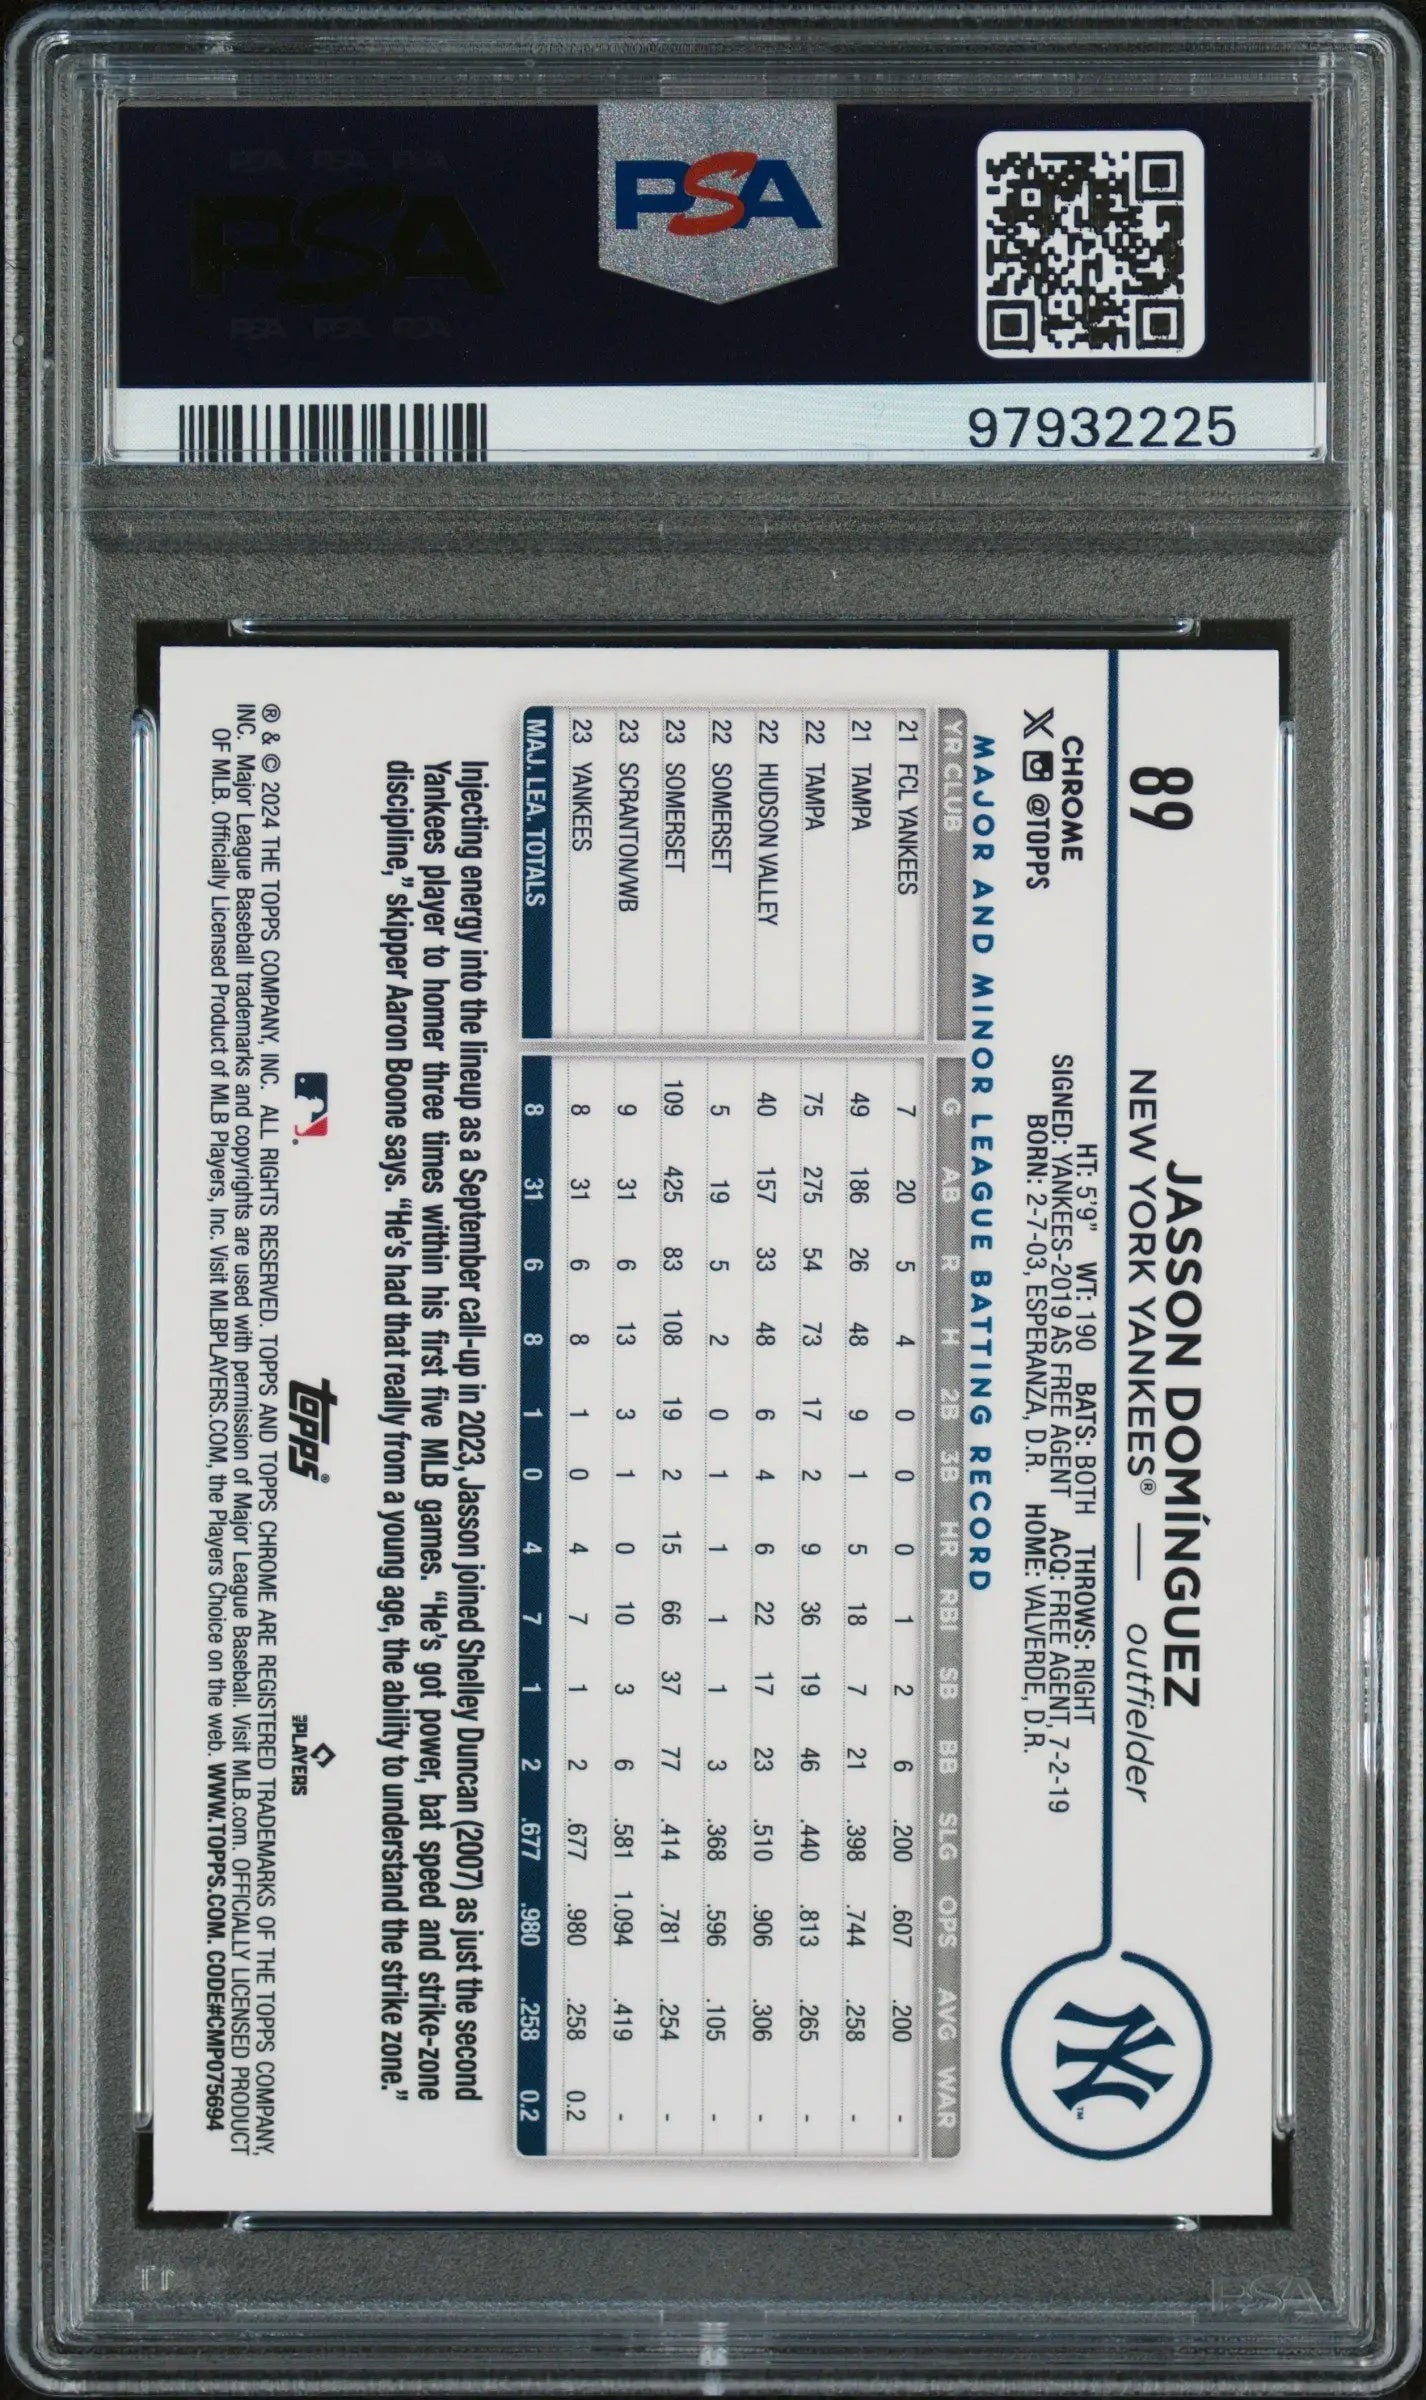 PSA
97932225
89
JASSON DOMÍNGUEZ
NEW YORK YANKEES® — outfielder
CHROME
X @TOPPS
HT: 5'9" WT: 190 BATS: BOTH THROWS: RIGHT
SIGNED: YANKEES-2019 AS FREE AGENT ACQ: FREE AGENT, 7-2-19
BORN: 2-7-03, ESPERANZA, D.R. HOME: VALVERDE, D.R.
NY™
MAJOR AND MINOR LEAGUE BATTING RECORD
YR CLUB G AB R H 2B 3B HR RBI SB BB SLG OPS AVG WAR
21 FCL YANKEES 7 20 5 4 0 0 0 1 2 6 .200 .607 .200 -
21 TAMPA 49 186 26 48 9 1 5 18 7 21 .398 .744 .258 -
22 TAMPA 75 275 54 73 17 2 9 36 19 46 .440 .813 .265 -
22 HUDSON VALLEY 40 157 33 48 6 4 6 22 17 23 .510 .906 .306 -
22 SOMERSET 5 19 5 2 0 1 1 1 1 3 .368 .596 .105 -
23 SOMERSET 109 425 83 108 19 2 15 66 37 77 .414 .781 .254 -
23 SCRANTON/WB 9 31 6 13 3 1 0 10 3 6 .581 1.094 .419 -
23 YANKEES 8 31 6 8 1 0 4 7 1 2 .677 .980 .258 0.2
MAJ. LEA. TOTALS 8 31 6 8 1 0 4 7 1 2 .677 .980 .258 0.2
Injecting energy into the lineup as a September call-up in 2023, Jasson joined Shelley Duncan (2007) as just the second
Yankees player to homer three times within his first five MLB games. "He's got power, bat speed and strike-zone
discipline," skipper Aaron Boone says. "He's had that really from a young age, the ability to understand the strike zone."
topps®
MLB PLAYERS
® & © 2024 THE TOPPS COMPANY, INC. ALL RIGHTS RESERVED. TOPPS AND TOPPS CHROME ARE REGISTERED TRADEMARKS OF THE TOPPS COMPANY,
INC. Major League Baseball trademarks and copyrights are used with permission of Major League Baseball. Visit MLB.com. OFFICIALLY LICENSED PRODUCT
OF MLB. Officially Licensed Product of MLB Players, Inc. Visit MLBPLAYERS.COM, the Players Choice on the web. WWW.TOPPS.COM. CODE#CMP075694
PSA